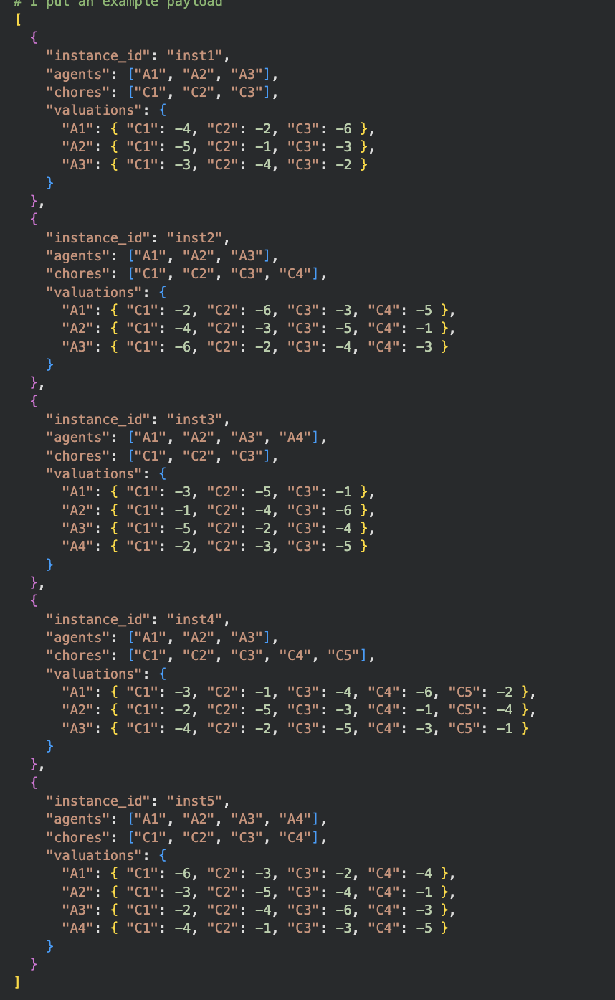 # I put an example payload
[
  {
    "instance_id": "inst1",
    "agents": ["A1", "A2", "A3"],
    "chores": ["C1", "C2", "C3"],
    "valuations": {
      "A1": { "C1": -4, "C2": -2, "C3": -6 },
      "A2": { "C1": -5, "C2": -1, "C3": -3 },
      "A3": { "C1": -3, "C2": -4, "C3": -2 }
    }
  },
  {
    "instance_id": "inst2",
    "agents": ["A1", "A2", "A3"],
    "chores": ["C1", "C2", "C3", "C4"],
    "valuations": {
      "A1": { "C1": -2, "C2": -6, "C3": -3, "C4": -5 },
      "A2": { "C1": -4, "C2": -3, "C3": -5, "C4": -1 },
      "A3": { "C1": -6, "C2": -2, "C3": -4, "C4": -3 }
    }
  },
  {
    "instance_id": "inst3",
    "agents": ["A1", "A2", "A3", "A4"],
    "chores": ["C1", "C2", "C3"],
    "valuations": {
      "A1": { "C1": -3, "C2": -5, "C3": -1 },
      "A2": { "C1": -1, "C2": -4, "C3": -6 },
      "A3": { "C1": -5, "C2": -2, "C3": -4 },
      "A4": { "C1": -2, "C2": -3, "C3": -5 }
    }
  },
  {
    "instance_id": "inst4",
    "agents": ["A1", "A2", "A3"],
    "chores": ["C1", "C2", "C3", "C4", "C5"],
    "valuations": {
      "A1": { "C1": -3, "C2": -1, "C3": -4, "C4": -6, "C5": -2 },
      "A2": { "C1": -2, "C2": -5, "C3": -3, "C4": -1, "C5": -4 },
      "A3": { "C1": -4, "C2": -2, "C3": -5, "C4": -3, "C5": -1 }
    }
  },
  {
    "instance_id": "inst5",
    "agents": ["A1", "A2", "A3", "A4"],
    "chores": ["C1", "C2", "C3", "C4"],
    "valuations": {
      "A1": { "C1": -6, "C2": -3, "C3": -2, "C4": -4 },
      "A2": { "C1": -3, "C2": -5, "C3": -4, "C4": -1 },
      "A3": { "C1": -2, "C2": -4, "C3": -6, "C4": -3 },
      "A4": { "C1": -4, "C2": -1, "C3": -3, "C4": -5 }
    }
  }
]